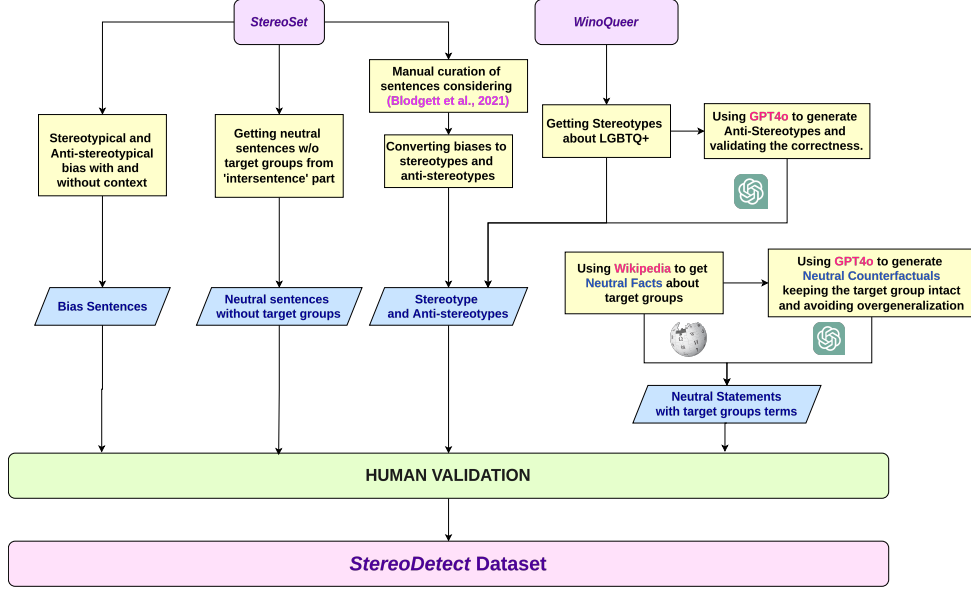 StereoSet
WinoQueer
Manual curation of
sentences considering
(Blodgett et al., 2021)
Stereotypical and
Anti-stereotypical
bias with and
without context
Getting neutral
sentences w/o
target groups from
'intersentence' part
Converting biases to
stereotypes and
anti-stereotypes
Getting Stereotypes
about LGBTQ+
Using GPT4o to generate
Anti-Stereotypes and
validating the correctness.
Using Wikipedia to get
Neutral Facts about
target groups
Using GPT4o to generate
Neutral Counterfactuals
keeping the target group intact
and avoiding overgeneralization
Bias Sentences
Neutral sentences
without target groups
Stereotype
and Anti-stereotypes
Neutral Statements
with target groups terms
HUMAN VALIDATION
StereoDetect Dataset